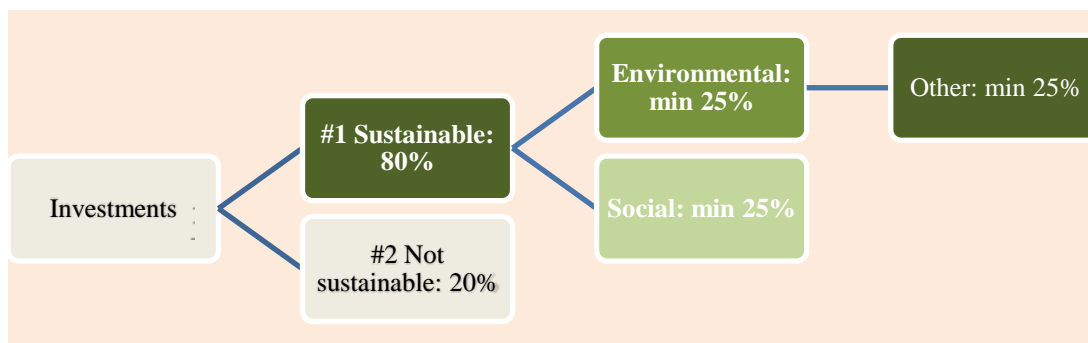 Investments
#1 Sustainable:
80%
#2 Not
sustainable: 20%
Environmental:
min 25%
Social: min 25%
Other: min 25%